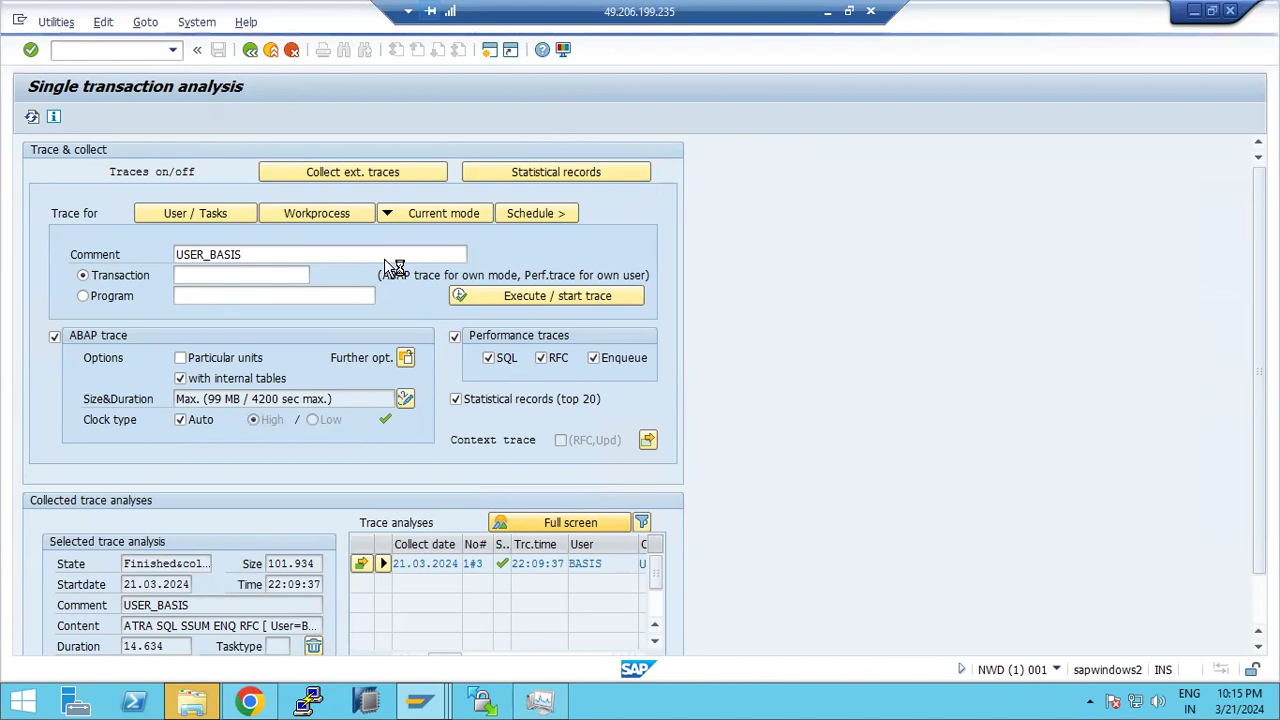 49.206.199.235
Utilities Edit Goto System Help
Single transaction analysis
Trace & collect
Traces on/off Collect ext. traces Statistical records
Trace for User / Tasks Workprocess Current mode Schedule >
Comment USER_BASIS
Transaction (ABAP trace for own mode, Perf.trace for own user)
Program Execute / start trace
ABAP trace Performance traces
Options Particular units Further opt. SQL RFC Enqueue
with internal tables
Size&Duration Max. (99 MB / 4200 sec max.) Statistical records (top 20)
Clock type Auto High / Low
Context trace (RFC,Upd)
Collected trace analyses
Trace analyses Full screen
Selected trace analysis Collect date No# S.. Trc.time User C
State Finished&col... Size 101.934 21.03.2024 1#3 22:09:37 BASIS U
Startdate 21.03.2024 Time 22:09:37
Comment USER_BASIS
Content ATRA SQL SSUM ENQ RFC [ User=B...
Duration 14.634 Tasktype
SAP NWD (1) 001 sapwindows2 INS
ENG 10:15 PM
IN 3/21/2024